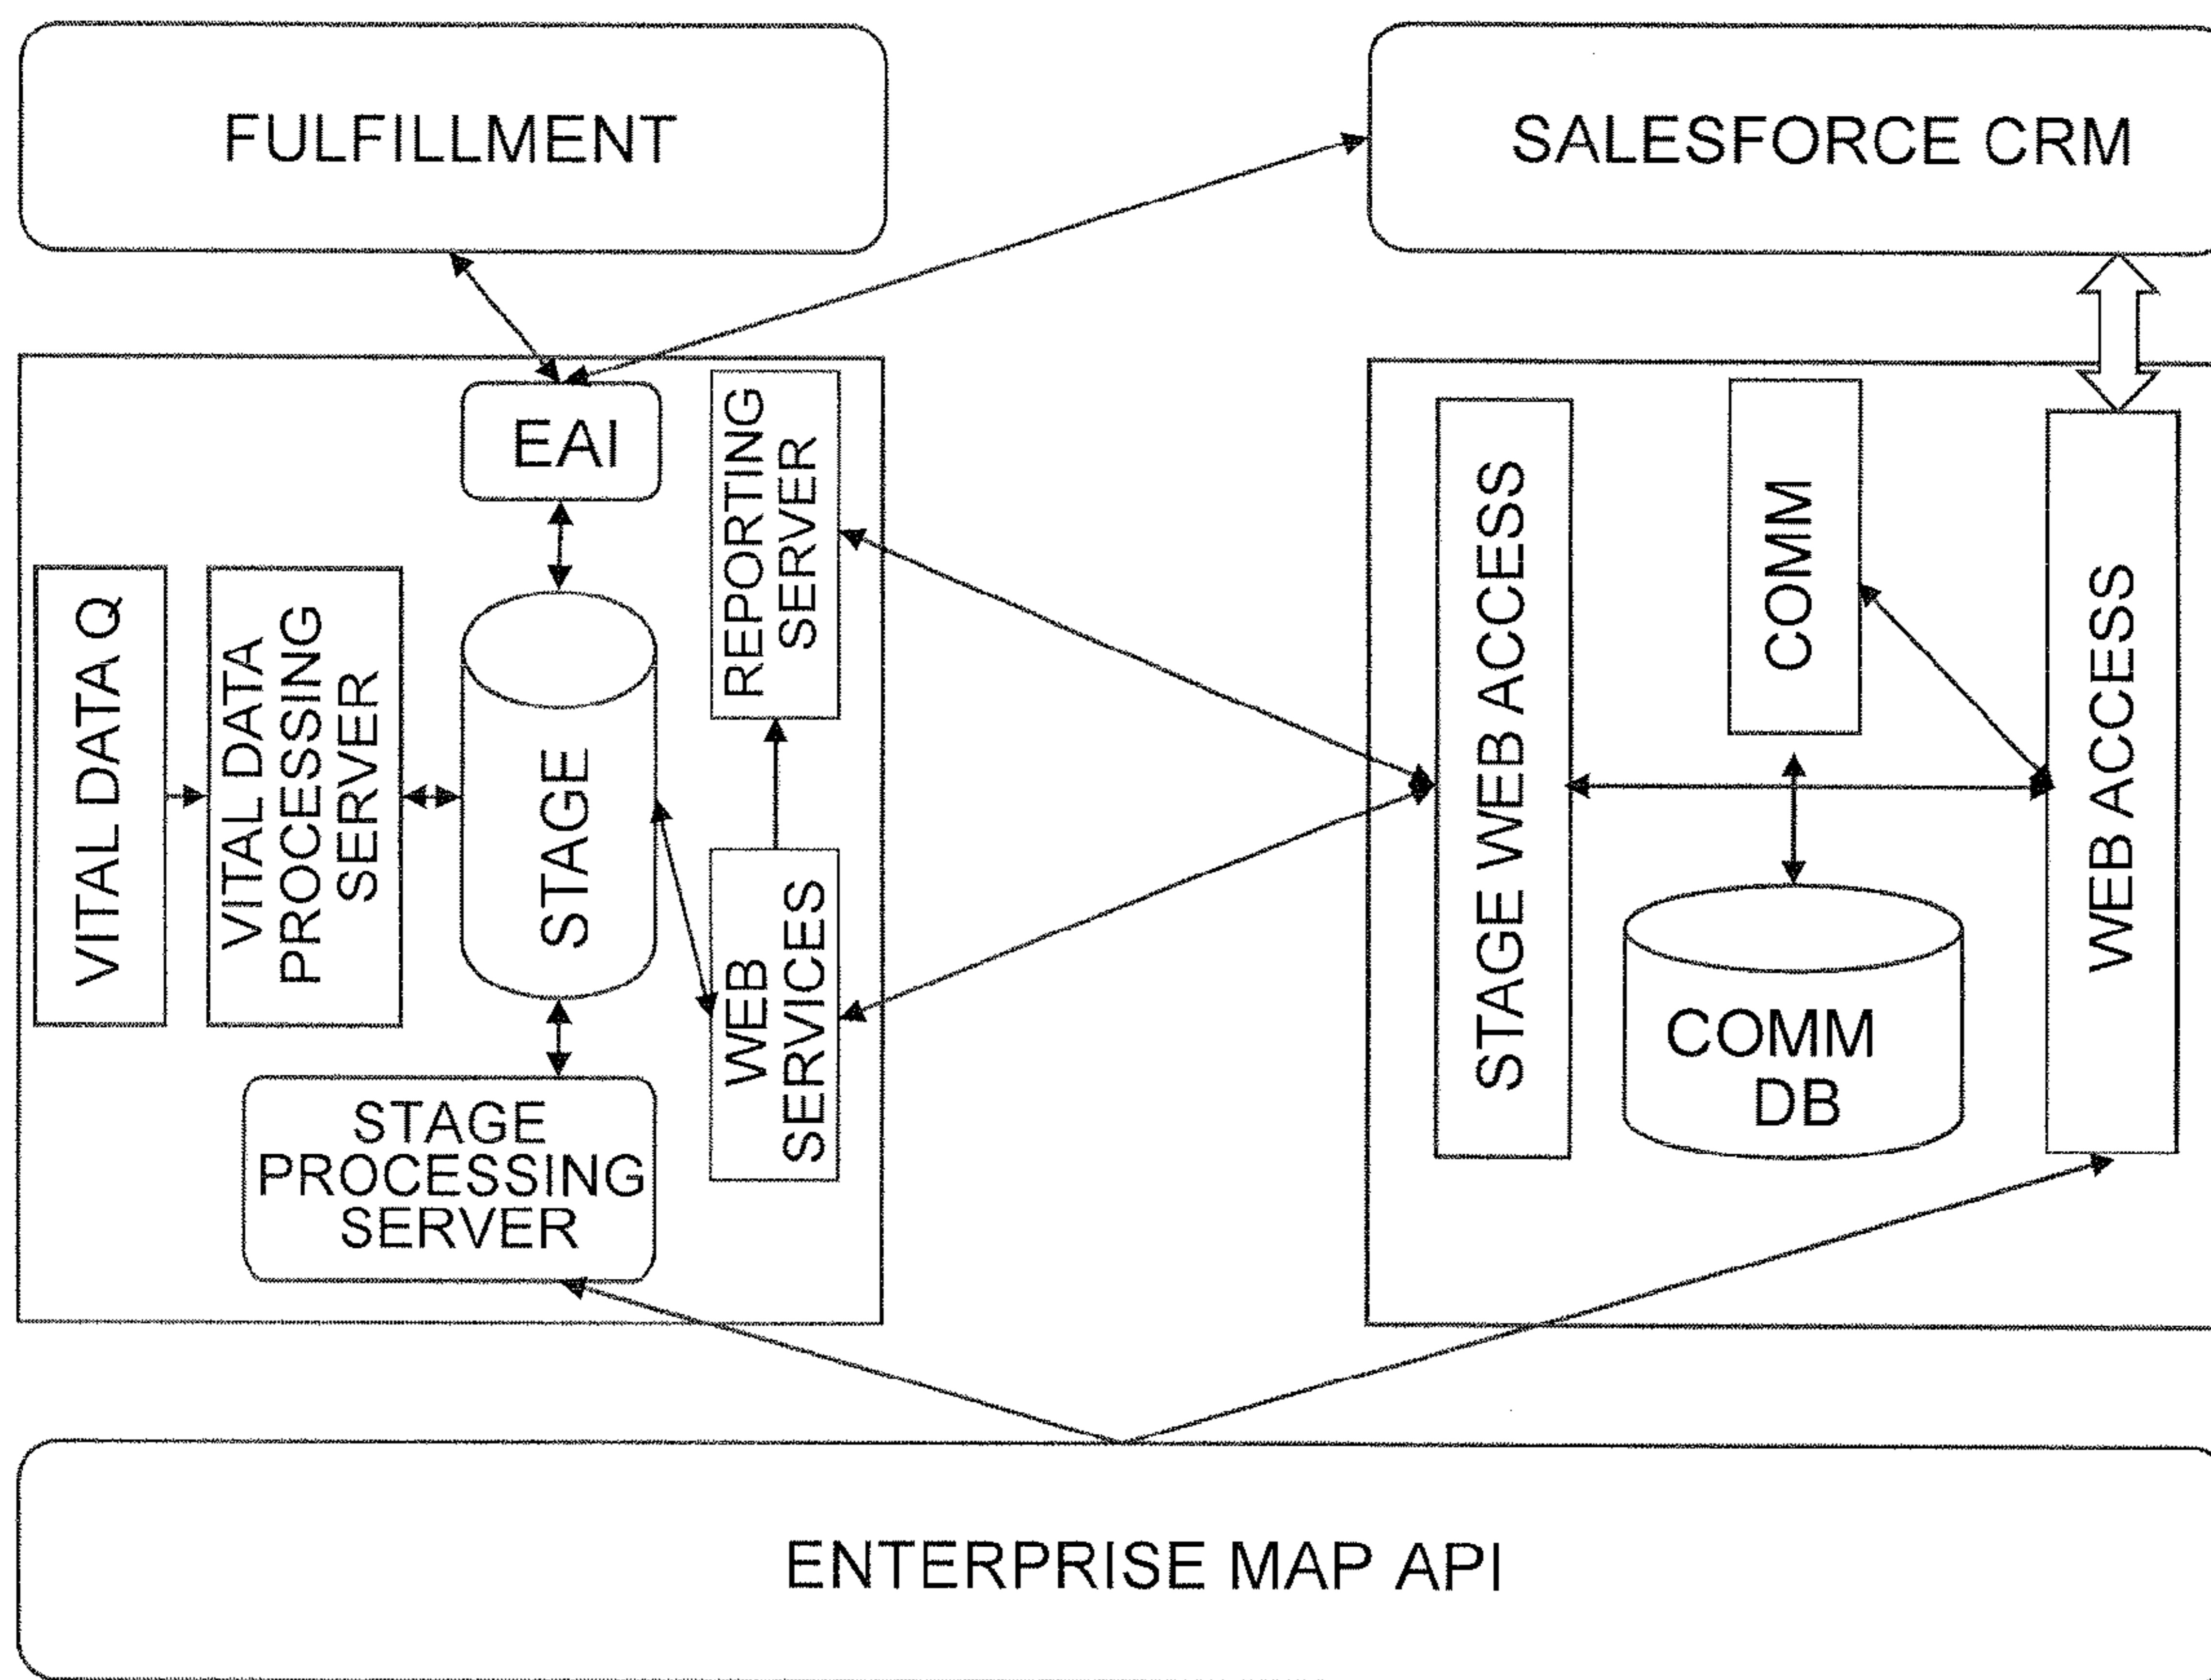 FULFILLMENT
SALESFORCE CRM
EAI
REPORTING
SERVER
VITAL DATA Q
VITAL DATA
PROCESSING
SERVER
STAGE
WEB
SERVICES
STAGE
PROCESSING
SERVER
STAGE WEB ACCESS
COMM
COMM
DB
WEB ACCESS
ENTERPRISE MAP API